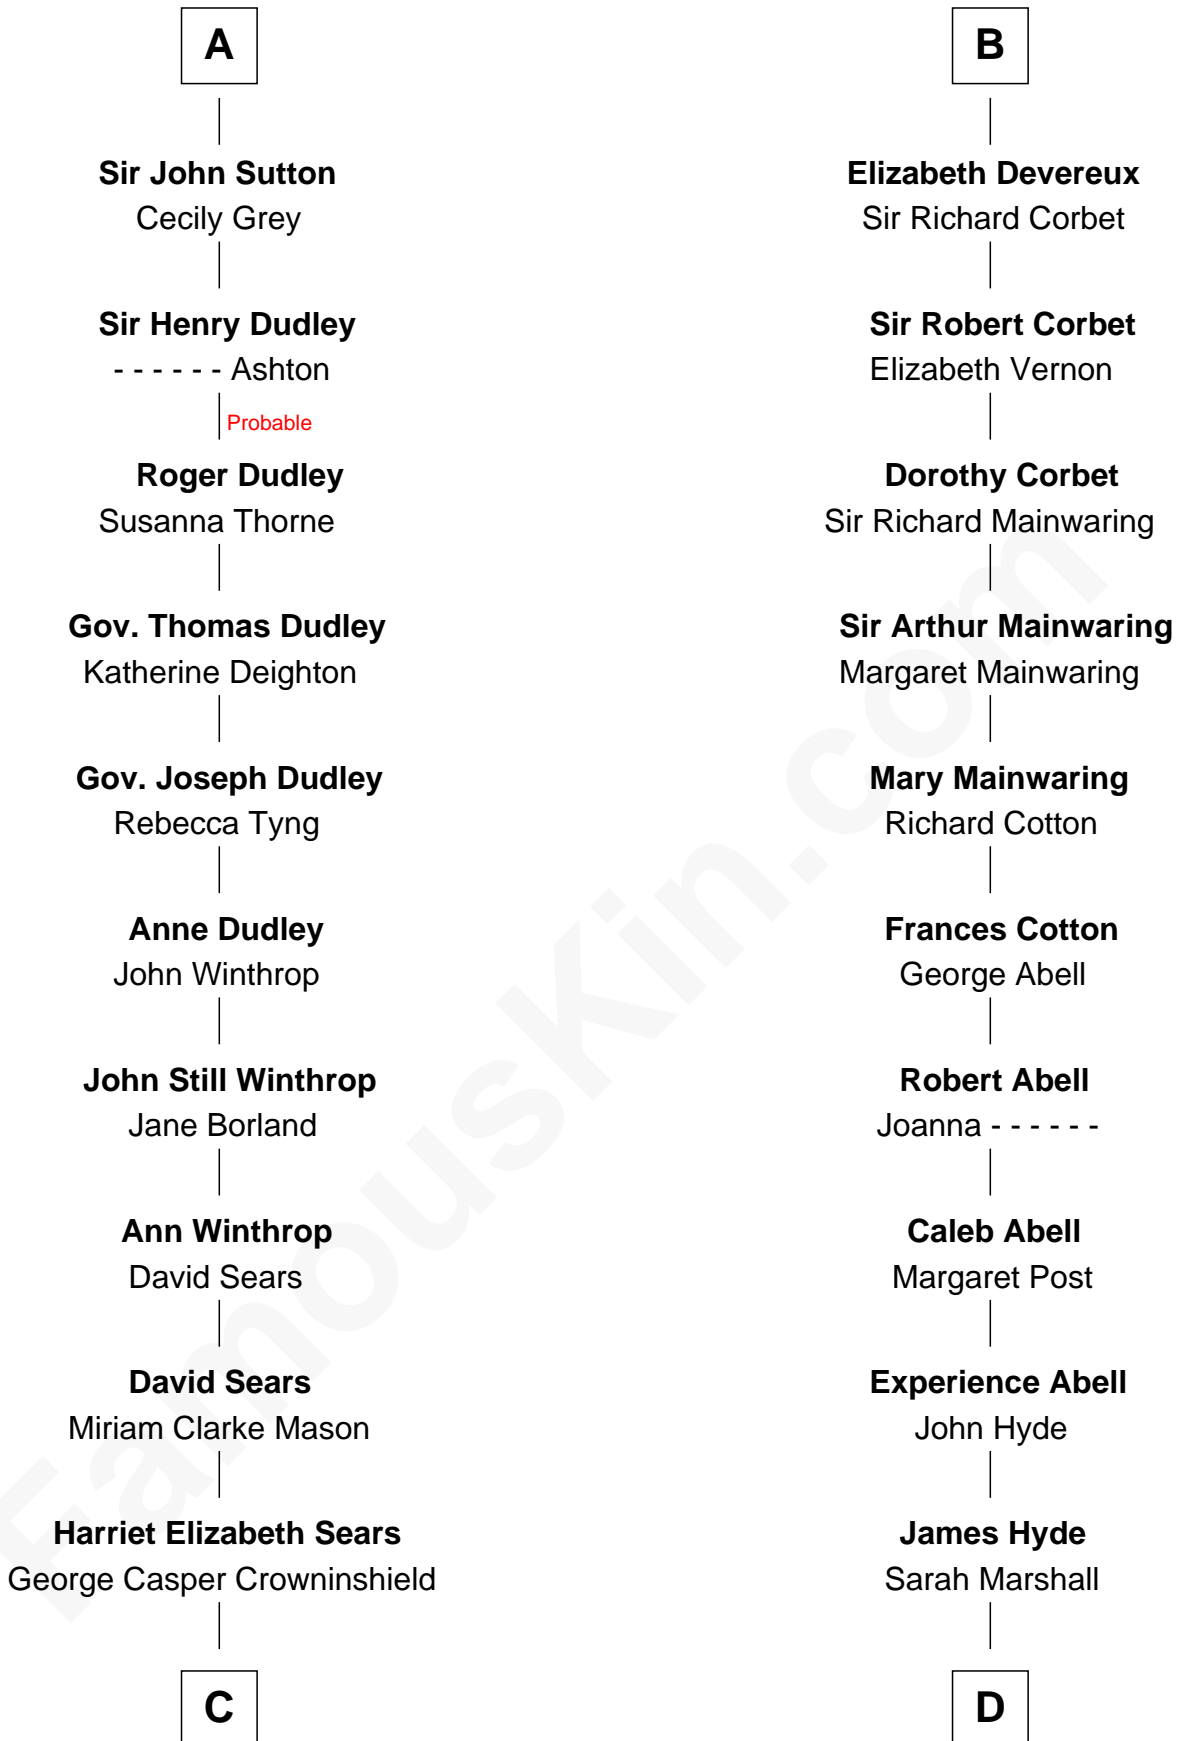 A
Sir John Sutton
Cecily Grey
Sir Henry Dudley
- - - - - - Ashton
Probable
Roger Dudley
Susanna Thorne
Gov. Thomas Dudley
Katherine Deighton
Gov. Joseph Dudley
Rebecca Tyng
Anne Dudley
John Winthrop
John Still Winthrop
Jane Borland
Ann Winthrop
David Sears
David Sears
Miriam Clarke Mason
Harriet Elizabeth Sears
George Casper Crowninshield
C
B
Elizabeth Devereux
Sir Richard Corbet
Sir Robert Corbet
Elizabeth Vernon
Dorothy Corbet
Sir Richard Mainwaring
Sir Arthur Mainwaring
Margaret Mainwaring
Mary Mainwaring
Richard Cotton
Frances Cotton
George Abell
Robert Abell
Joanna - - - - - -
Caleb Abell
Margaret Post
Experience Abell
John Hyde
James Hyde
Sarah Marshall
D
FamousKin.com